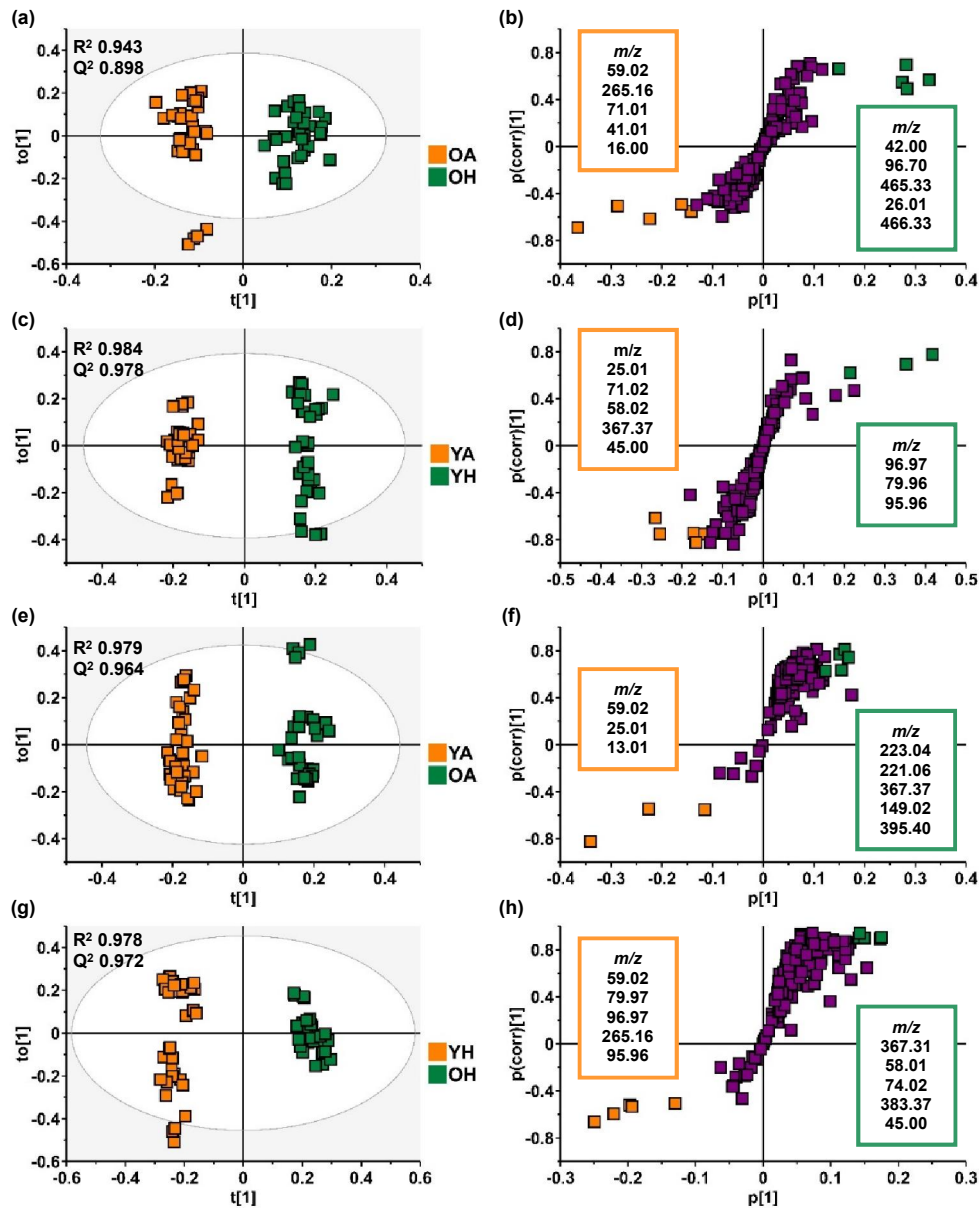 (a)
R² 0.943
Q² 0.898
to[1]
0.4
0.2
0
-0.2
-0.4
-0.6
-0.4
-0.2
0
0.2
0.4
t[1]
OA
OH
(b)
p(corr)[1]
0.8
0.4
0
-0.4
-0.8
-0.4
-0.3
-0.2
-0.1
0
0.1
0.2
0.3
0.4
p[1]
m/z
59.02
265.16
71.01
41.01
16.00
m/z
42.00
96.70
465.33
26.01
466.33
(c)
R² 0.984
Q² 0.978
to[1]
0.4
0.2
0
-0.2
-0.4
-0.4
-0.2
0
0.2
0.4
t[1]
YA
YH
(d)
p(corr)[1]
0.8
0.4
0
-0.4
-0.8
-0.5
-0.4
-0.3
-0.2
-0.1
0
0.1
0.2
0.3
0.4
0.5
p[1]
m/z
25.01
71.02
58.02
367.37
45.00
m/z
96.97
79.96
95.96
(e)
R² 0.979
Q² 0.964
to[1]
0.4
0.2
0
-0.2
-0.4
-0.4
-0.2
0
0.2
0.4
t[1]
YA
OA
(f)
p(corr)[1]
0.8
0.4
0
-0.4
-0.8
-0.4
-0.3
-0.2
-0.1
0
0.1
0.2
0.3
0.4
p[1]
m/z
59.02
25.01
13.01
m/z
223.04
221.06
367.37
149.02
395.40
(g)
R² 0.978
Q² 0.972
to[1]
0.4
0.2
0
-0.2
-0.4
-0.6
-0.6
-0.4
-0.2
0
0.2
0.4
0.6
t[1]
YH
OH
(h)
p(corr)[1]
0.8
0.4
0
-0.4
-0.8
-0.3
-0.2
-0.1
0
0.1
0.2
0.3
p[1]
m/z
59.02
79.97
96.97
265.16
95.96
m/z
367.31
58.01
74.02
383.37
45.00